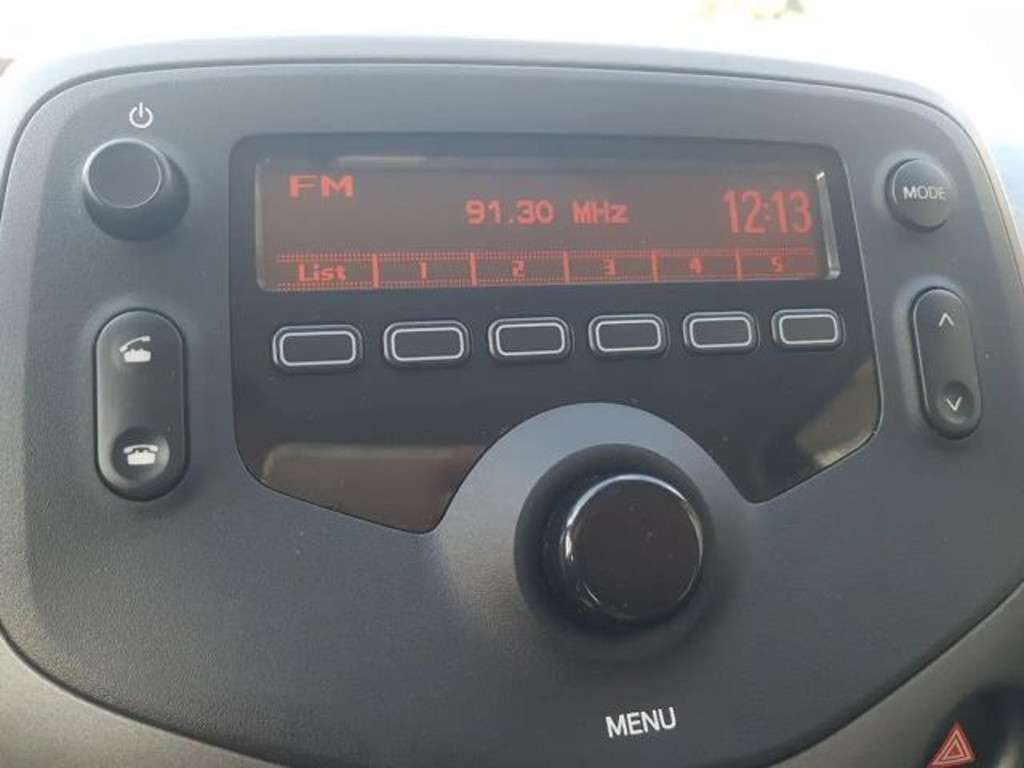 FM
91.30 MHz
12:13
MODE
List 1 2 3 4 5
MENU